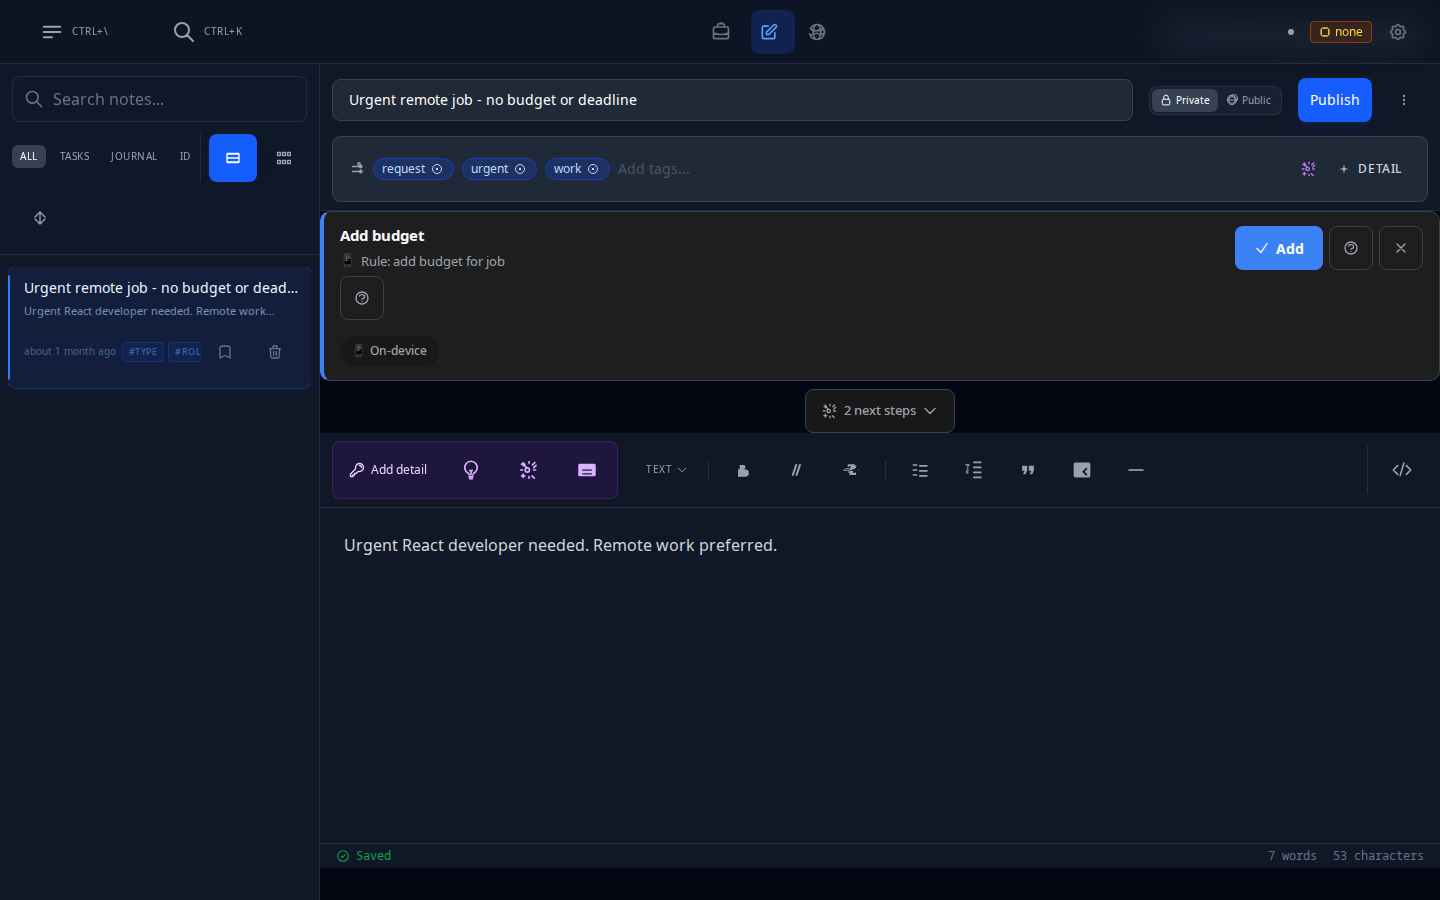 CTRL+\
CTRL+K
none
Search notes...
ALL TASKS JOURNAL ID
Urgent remote job - no budget or dead...
Urgent React developer needed. Remote work...
about 1 month ago #TYPE #ROL
Urgent remote job - no budget or deadline
Private Public
Publish
request urgent work Add tags...
+ DETAIL
Add budget
Rule: add budget for job
Add
On-device
2 next steps
Add detail
TEXT
Urgent React developer needed. Remote work preferred.
Saved
7 words 53 characters